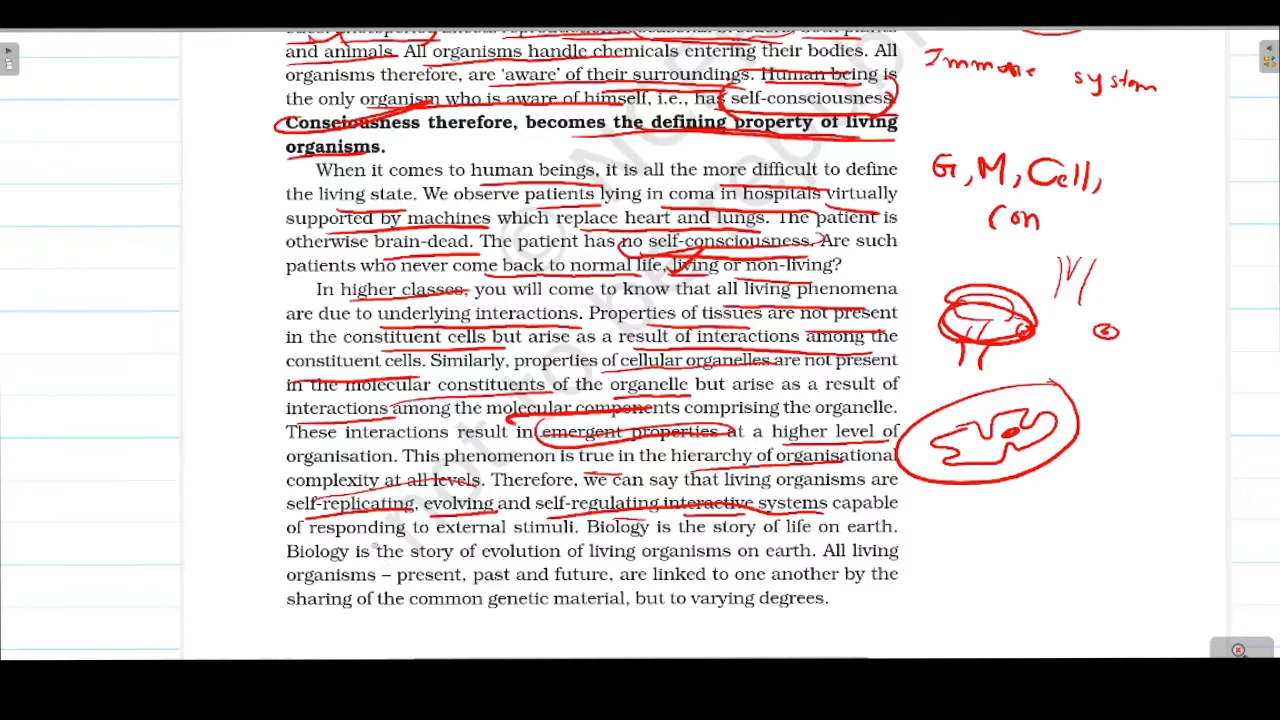 and animals. All organisms handle chemicals entering their bodies. All
organisms therefore, are 'aware' of their surroundings. Human being is
the only organism who is aware of himself, i.e., has self-consciousness.
Consciousness therefore, becomes the defining property of living
organisms.
When it comes to human beings, it is all the more difficult to define
the living state. We observe patients lying in coma in hospitals virtually
supported by machines which replace heart and lungs. The patient is
otherwise brain-dead. The patient has no self-consciousness. Are such
patients who never come back to normal life, living or non-living?
In higher classes, you will come to know that all living phenomena
are due to underlying interactions. Properties of tissues are not present
in the constituent cells but arise as a result of interactions among the
constituent cells. Similarly, properties of cellular organelles are not present
in the molecular constituents of the organelle but arise as a result of
interactions among the molecular components comprising the organelle.
These interactions result in emergent properties at a higher level of
organisation. This phenomenon is true in the hierarchy of organisational
complexity at all levels. Therefore, we can say that living organisms are
self-replicating, evolving and self-regulating interactive systems capable
of responding to external stimuli. Biology is the story of life on earth.
Biology is the story of evolution of living organisms on earth. All living
organisms – present, past and future, are linked to one another by the
sharing of the common genetic material, but to varying degrees.
Immune system
G, M, Cell,
Con
not to be republ